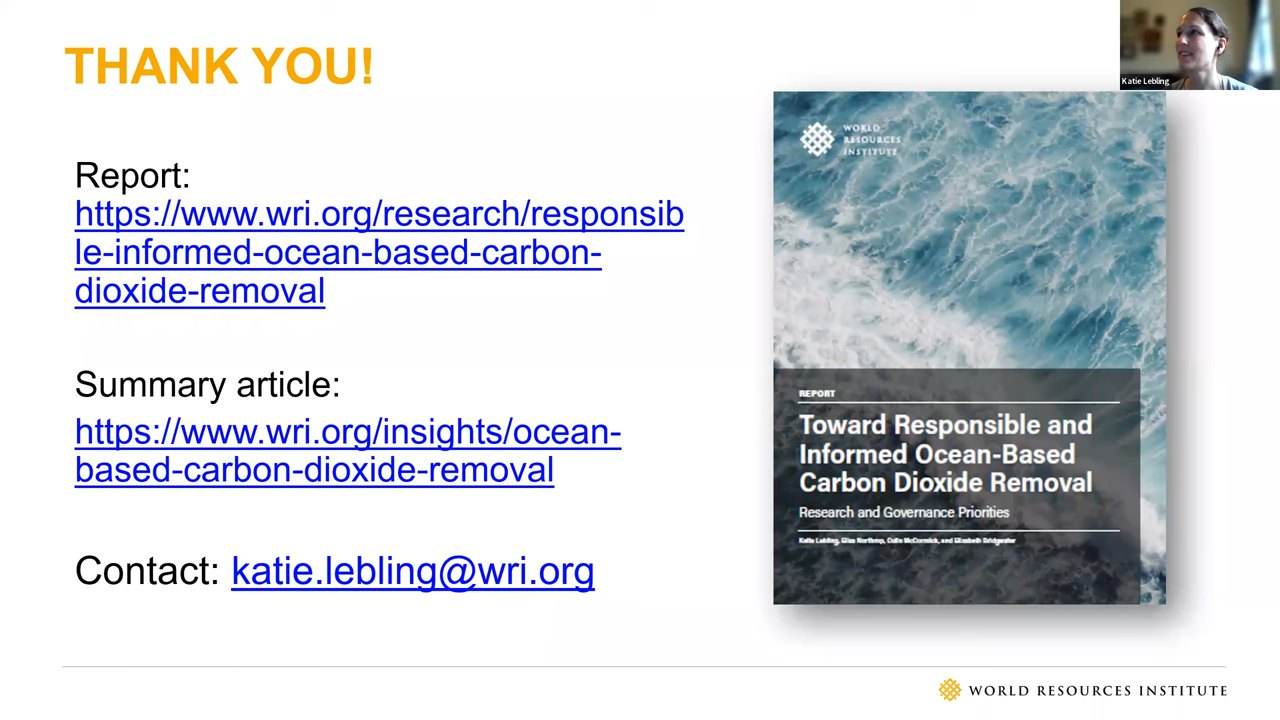 THANK YOU!
Katie Lebling
Report:
https://www.wri.org/research/responsib
le-informed-ocean-based-carbon-
dioxide-removal
Summary article:
https://www.wri.org/insights/ocean-
based-carbon-dioxide-removal
Contact: katie.lebling@wri.org
WORLD
RESOURCES
INSTITUTE
REPORT
Toward Responsible and
Informed Ocean-Based
Carbon Dioxide Removal
Research and Governance Priorities
Katie Lebling, Eliza Northrop, Colin McCormick, and Elizabeth Bridgwater
WORLD RESOURCES INSTITUTE